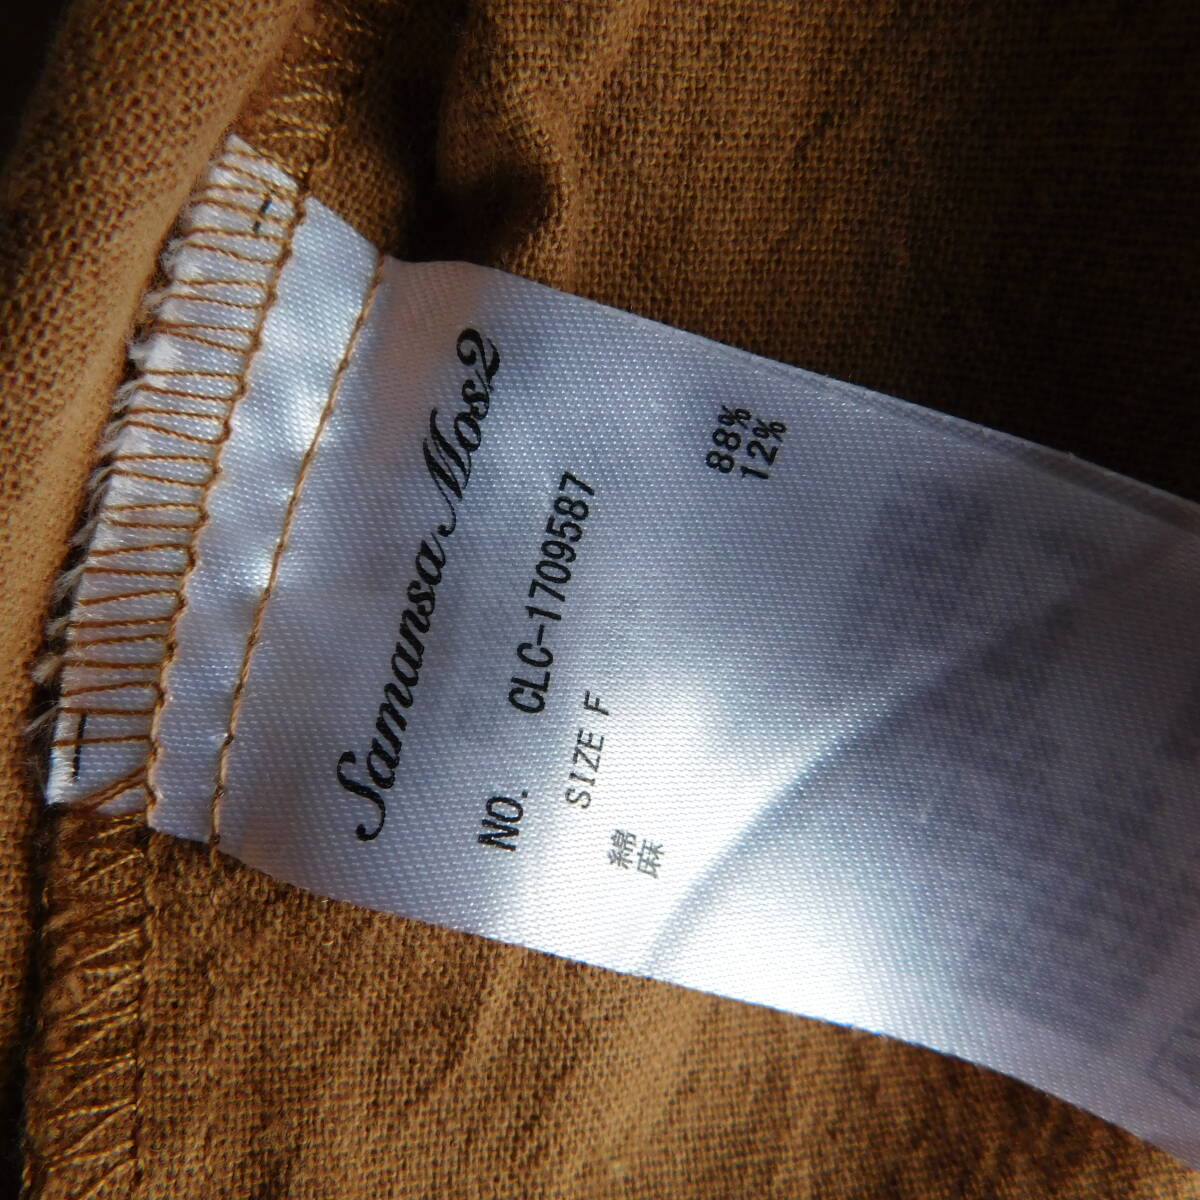 Samansa Mos2
NO. CLC-1709587
SIZE F
綿 88%
麻 12%